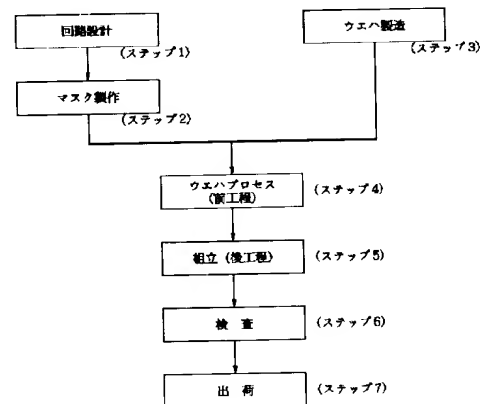 回路設計
(ステップ1)
ウエハ製造
(ステップ3)
マスク製作
(ステップ2)
ウエハプロセス
(前工程)
(ステップ4)
組立 (後工程)
(ステップ5)
検 査
(ステップ6)
出 荷
(ステップ7)